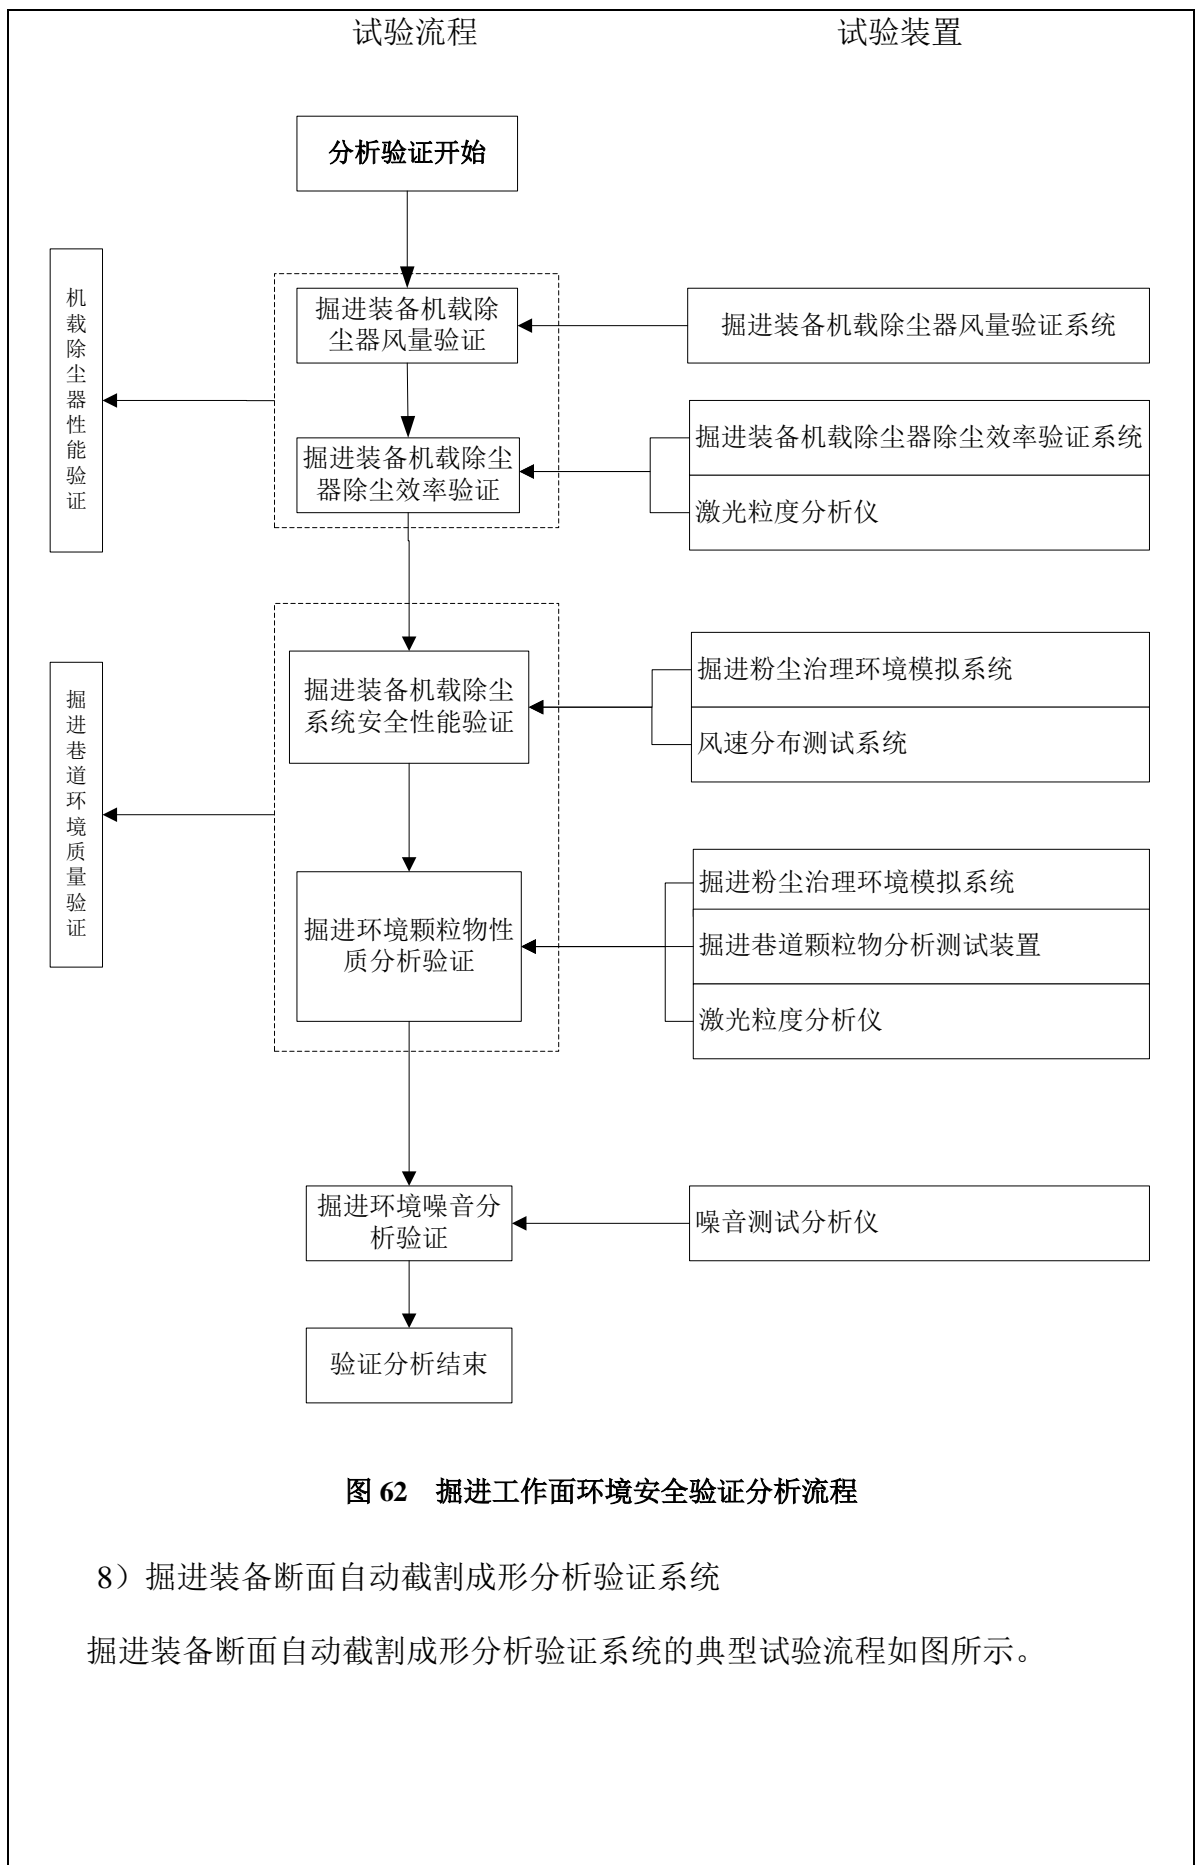 试验流程
试验装置
分析验证开始
机载除尘器性能验证
掘进装备机载除
尘器风量验证
掘进装备机载除尘器风量验证系统
掘进装备机载除尘
器除尘效率验证
掘进装备机载除尘器除尘效率验证系统
激光粒度分析仪
掘进巷道环境质量验证
掘进装备机载除尘
系统安全性能验证
掘进粉尘治理环境模拟系统
风速分布测试系统
掘进环境颗粒物性
质分析验证
掘进粉尘治理环境模拟系统
掘进巷道颗粒物分析测试装置
激光粒度分析仪
掘进环境噪音分
析验证
噪音测试分析仪
验证分析结束
图 62 掘进工作面环境安全验证分析流程
8）掘进装备断面自动截割成形分析验证系统
掘进装备断面自动截割成形分析验证系统的典型试验流程如图所示。